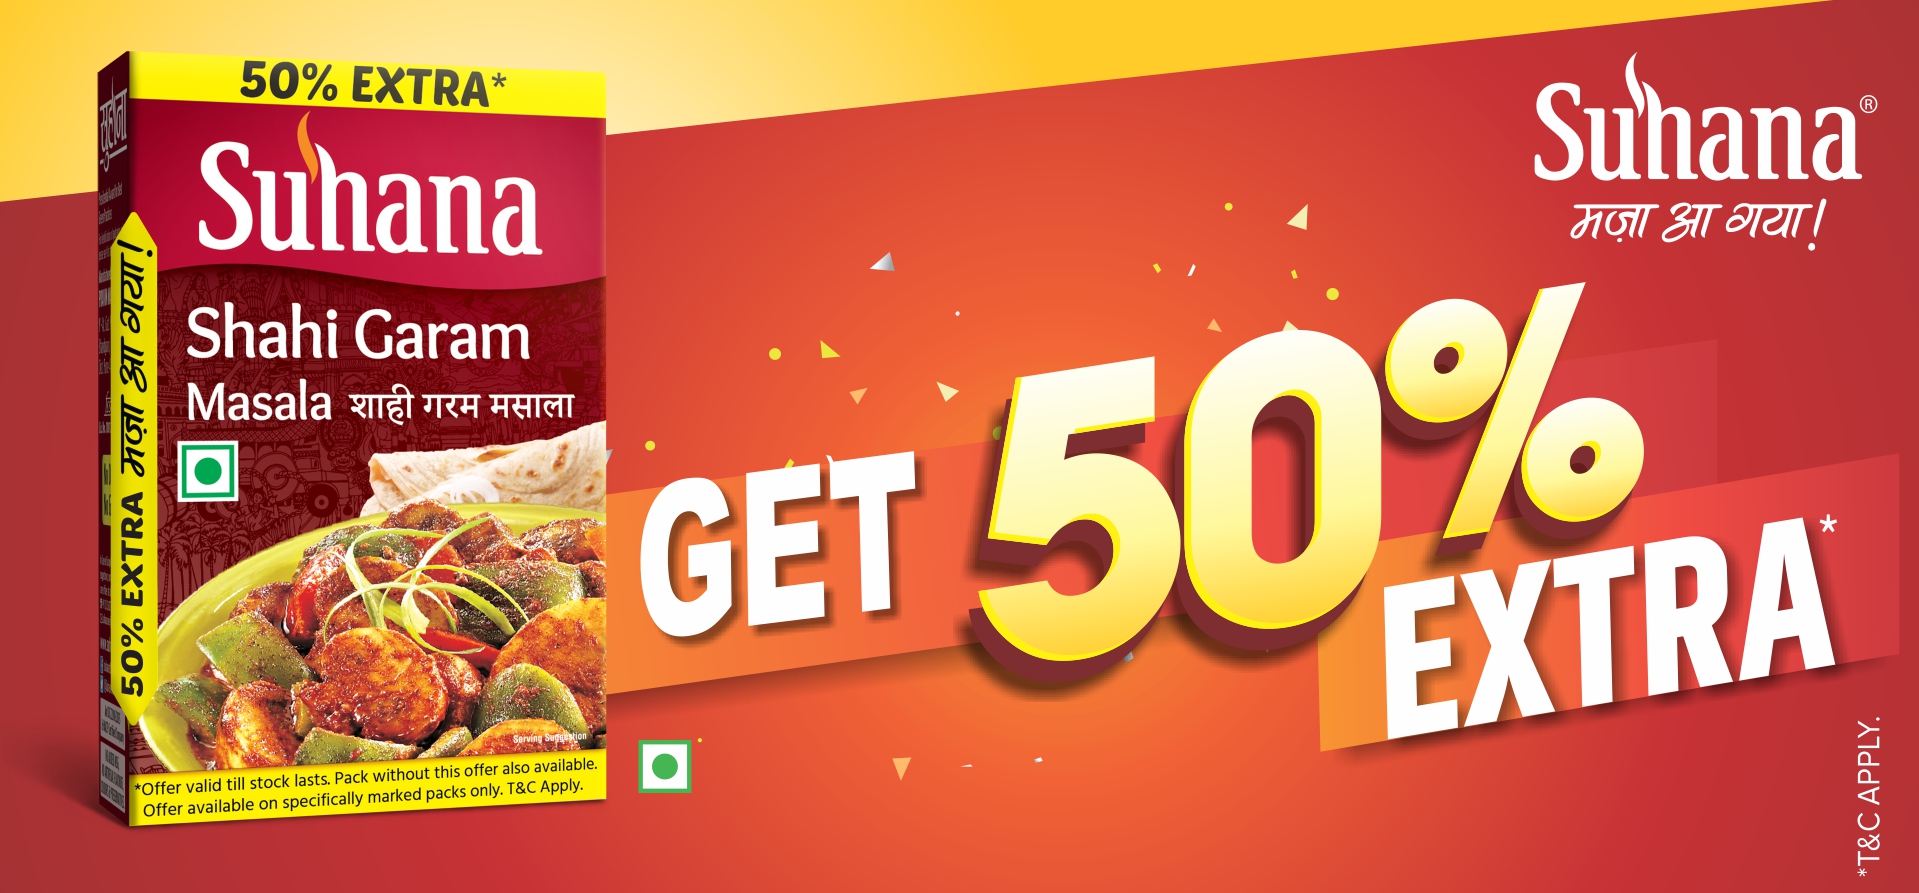 50% EXTRA*
Suhana
Shahi Garam
Masala शाही गरम मसाला
Serving Suggestion
*Offer valid till stock lasts. Pack without this offer also available.
Offer available on specifically marked packs only. T&C Apply.
सुहाना
50% EXTRA मज़ा आ गया!
Suhana®
मज़ा आ गया!
GET 50%
EXTRA*
*T&C APPLY.